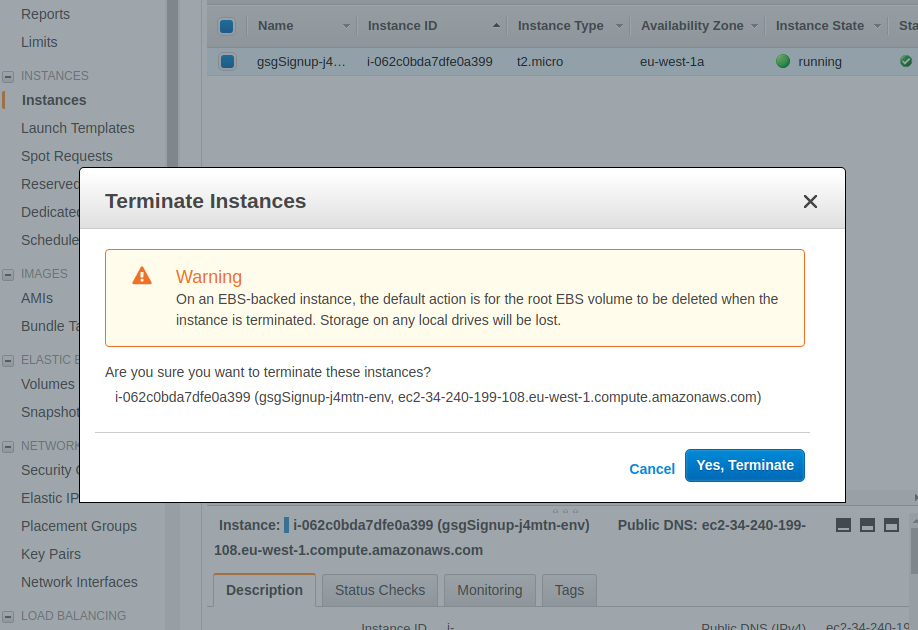 Reports
Limits
INSTANCES
Instances
Launch Templates
Spot Requests
Reserved
Dedicated
Schedule
IMAGES
AMIs
Bundle Ta
ELASTIC B
Volumes
Snapshot
NETWORK
Security G
Elastic IP
Placement Groups
Key Pairs
Network Interfaces
LOAD BALANCING
Name Instance ID Instance Type Availability Zone Instance State Sta
gsgSignup-j4... i-062c0bda7dfe0a399 t2.micro eu-west-1a running
Terminate Instances
Warning
On an EBS-backed instance, the default action is for the root EBS volume to be deleted when the
instance is terminated. Storage on any local drives will be lost.
Are you sure you want to terminate these instances?
i-062c0bda7dfe0a399 (gsgSignup-j4mtn-env, ec2-34-240-199-108.eu-west-1.compute.amazonaws.com)
Cancel Yes, Terminate
Instance: i-062c0bda7dfe0a399 (gsgSignup-j4mtn-env) Public DNS: ec2-34-240-199-
108.eu-west-1.compute.amazonaws.com
Description Status Checks Monitoring Tags
Instance ID i- Public DNS (IPv4) ec2-34-240-19